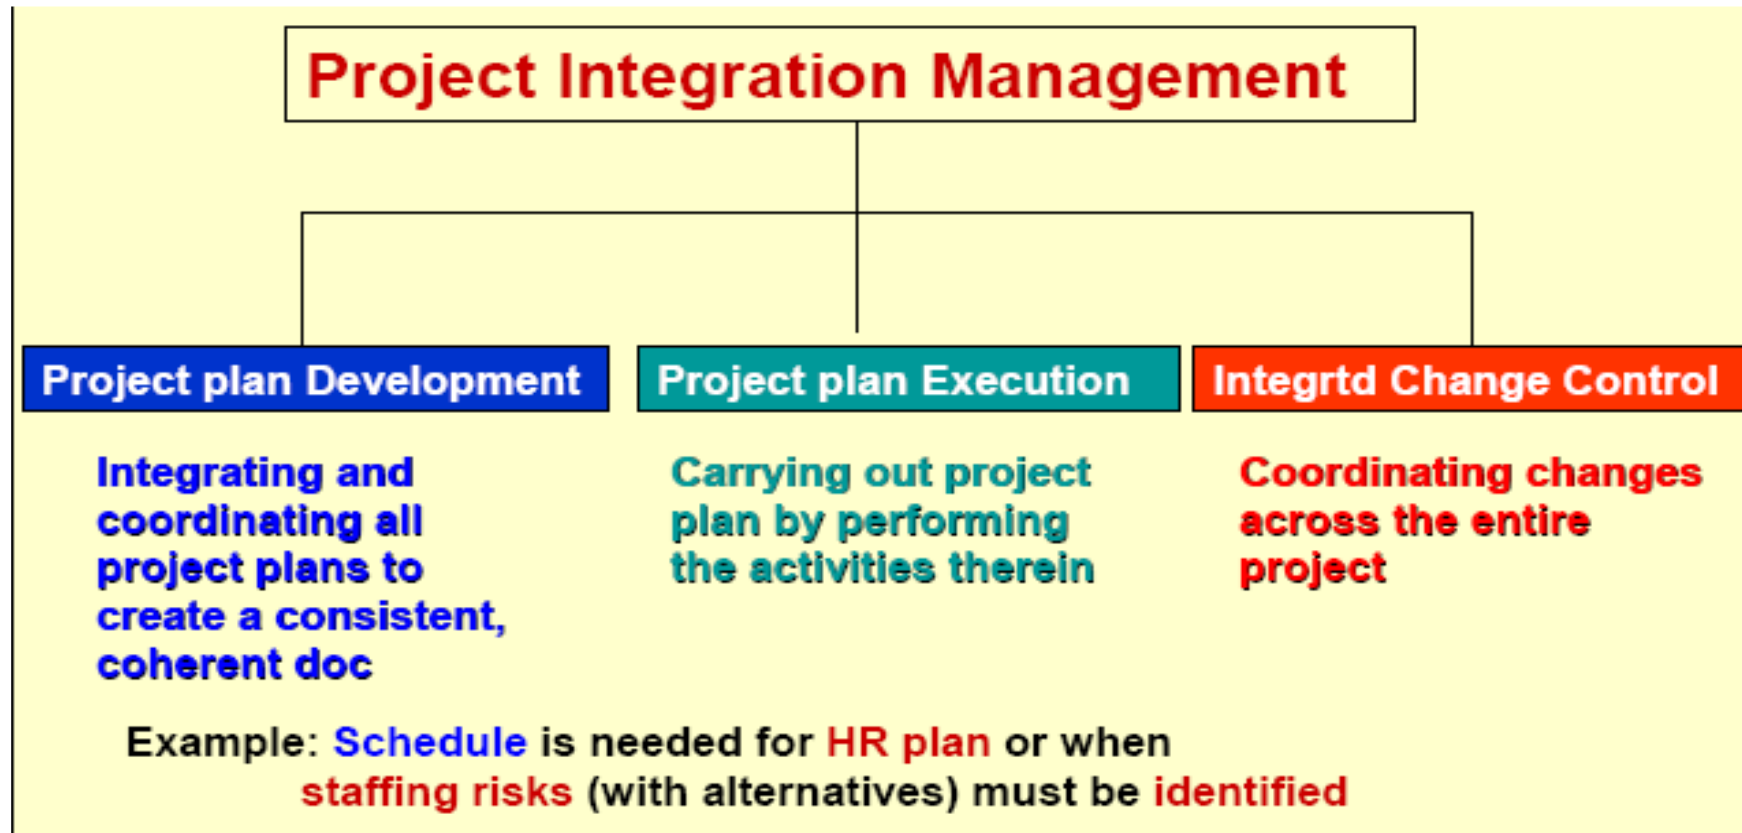 Project Integration Management
Project plan Development
Project plan Execution
Integrtd Change Control
Integrating and
coordinating all
project plans to
create a consistent,
coherent doc
Carrying out project
plan by performing
the activities therein
Coordinating changes
across the entire
project
Example: Schedule is needed for HR plan or when
staffing risks (with alternatives) must be identified